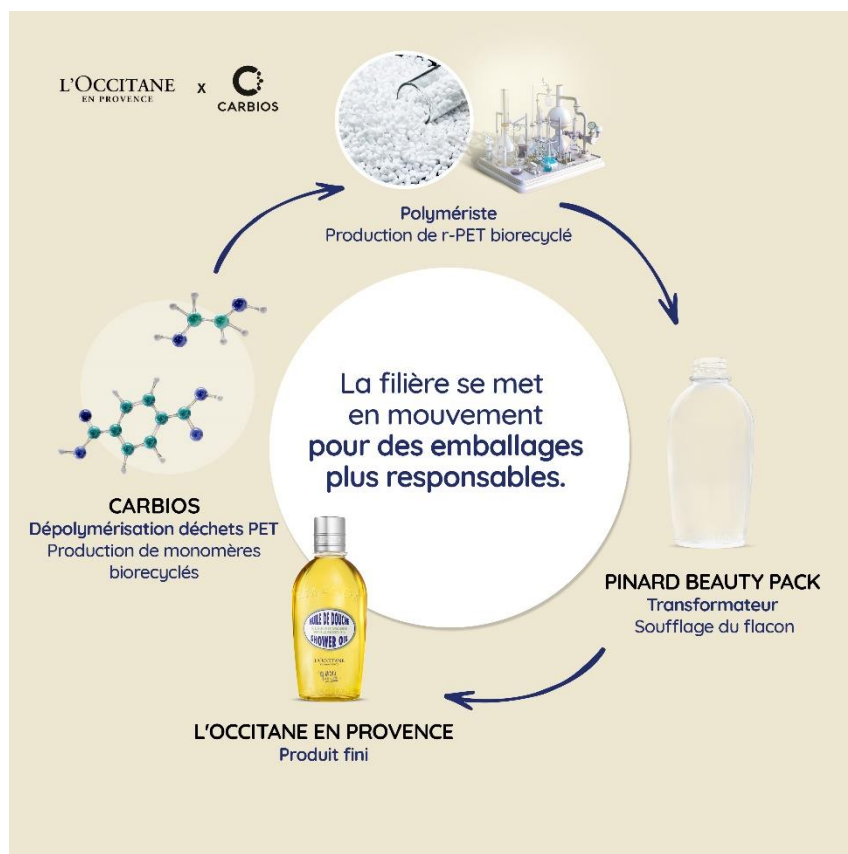 L'OCCITANE
EN PROVENCE
x
CARBIOS
Polymériste
Production de r-PET biorecyclé
La filière se met
en mouvement
pour des emballages
plus responsables.
CARBIOS
Dépolymérisation déchets PET
Production de monomères
biorecyclés
PINARD BEAUTY PACK
Transformateur
Soufflage du flacon
HUILE DE DOUCHE
SHOWER OIL
L'OCCITANE
L'OCCITANE EN PROVENCE
Produit fini